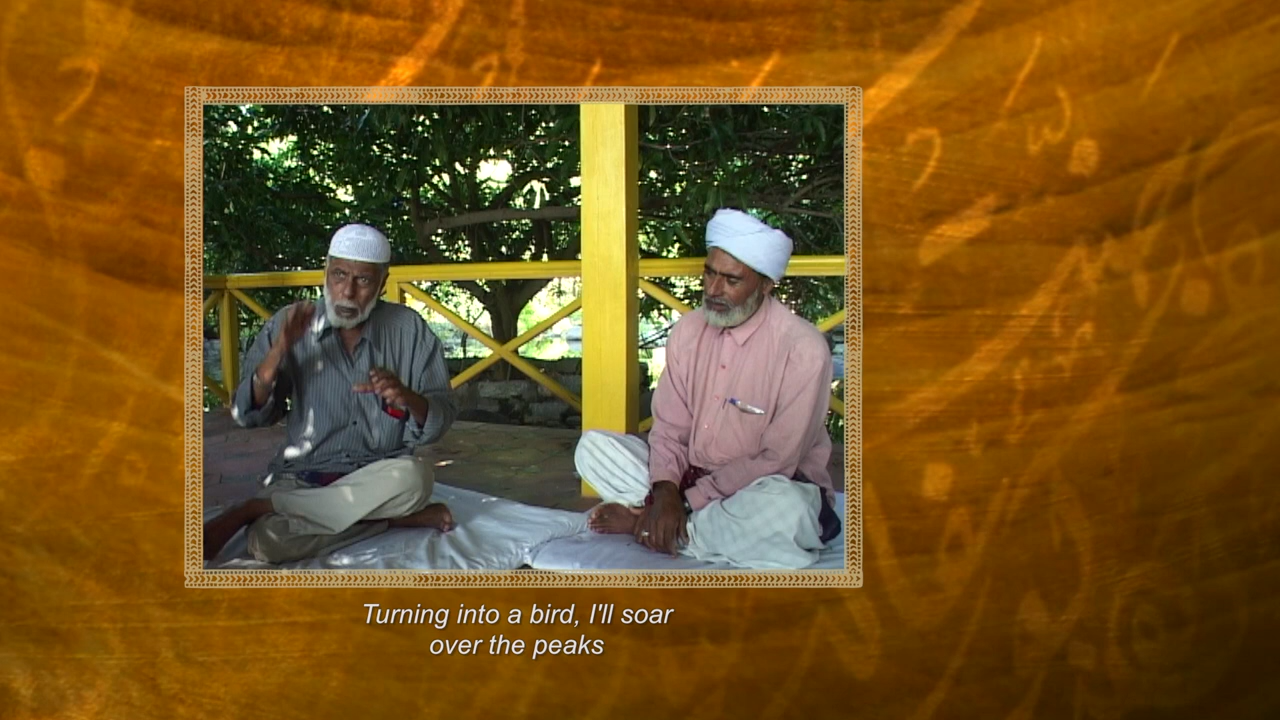 Turning into a bird, I'll soar
over the peaks